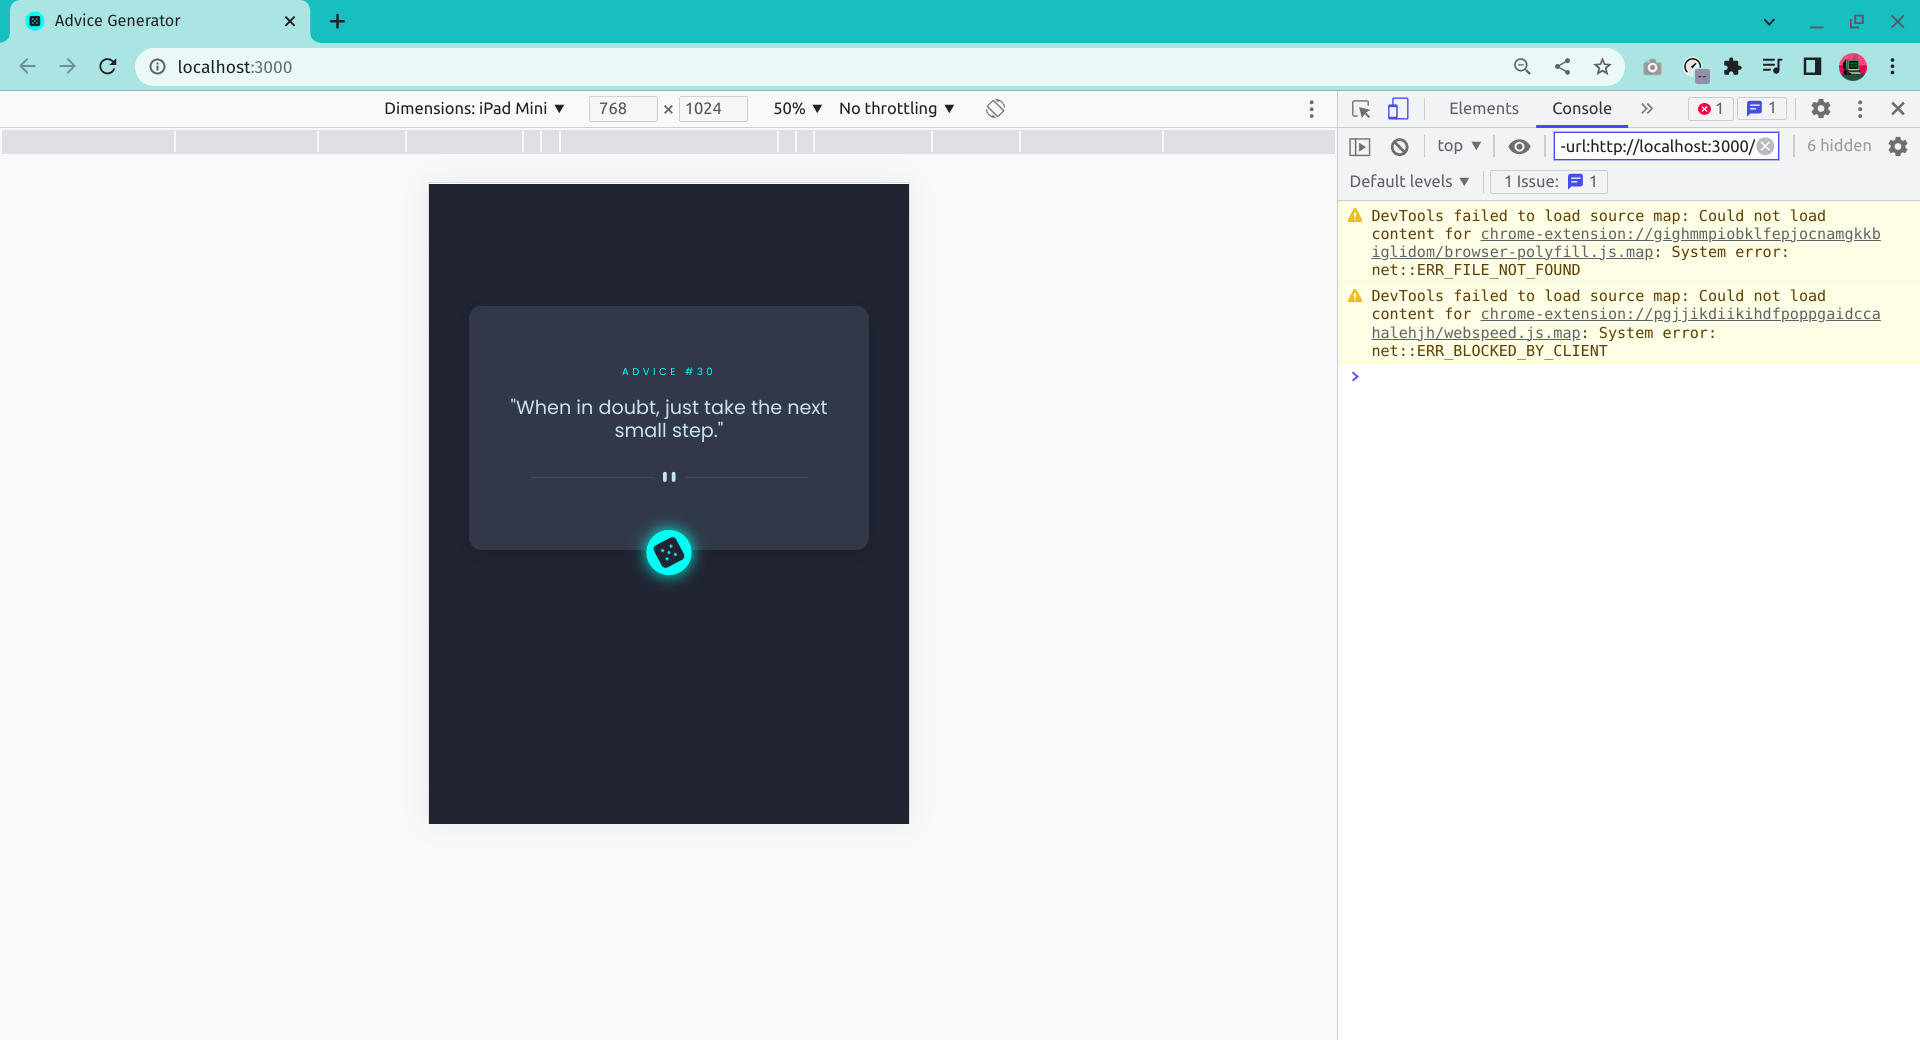 Advice Generator
localhost:3000
Dimensions: iPad Mini ▼ 768 × 1024 50% ▼ No throttling ▼
Elements Console » 1 1
top ▼ -url:http://localhost:3000/ 6 hidden
Default levels ▼ 1 Issue: 1
ADVICE #30
"When in doubt, just take the next
small step."
DevTools failed to load source map: Could not load
content for chrome-extension://gighmmpiobklfepjocnamgkkb
iglidom/browser-polyfill.js.map: System error:
net::ERR_FILE_NOT_FOUND
DevTools failed to load source map: Could not load
content for chrome-extension://pgjjikdiikihdfpoppgaidcca
halehjh/webspeed.js.map: System error:
net::ERR_BLOCKED_BY_CLIENT